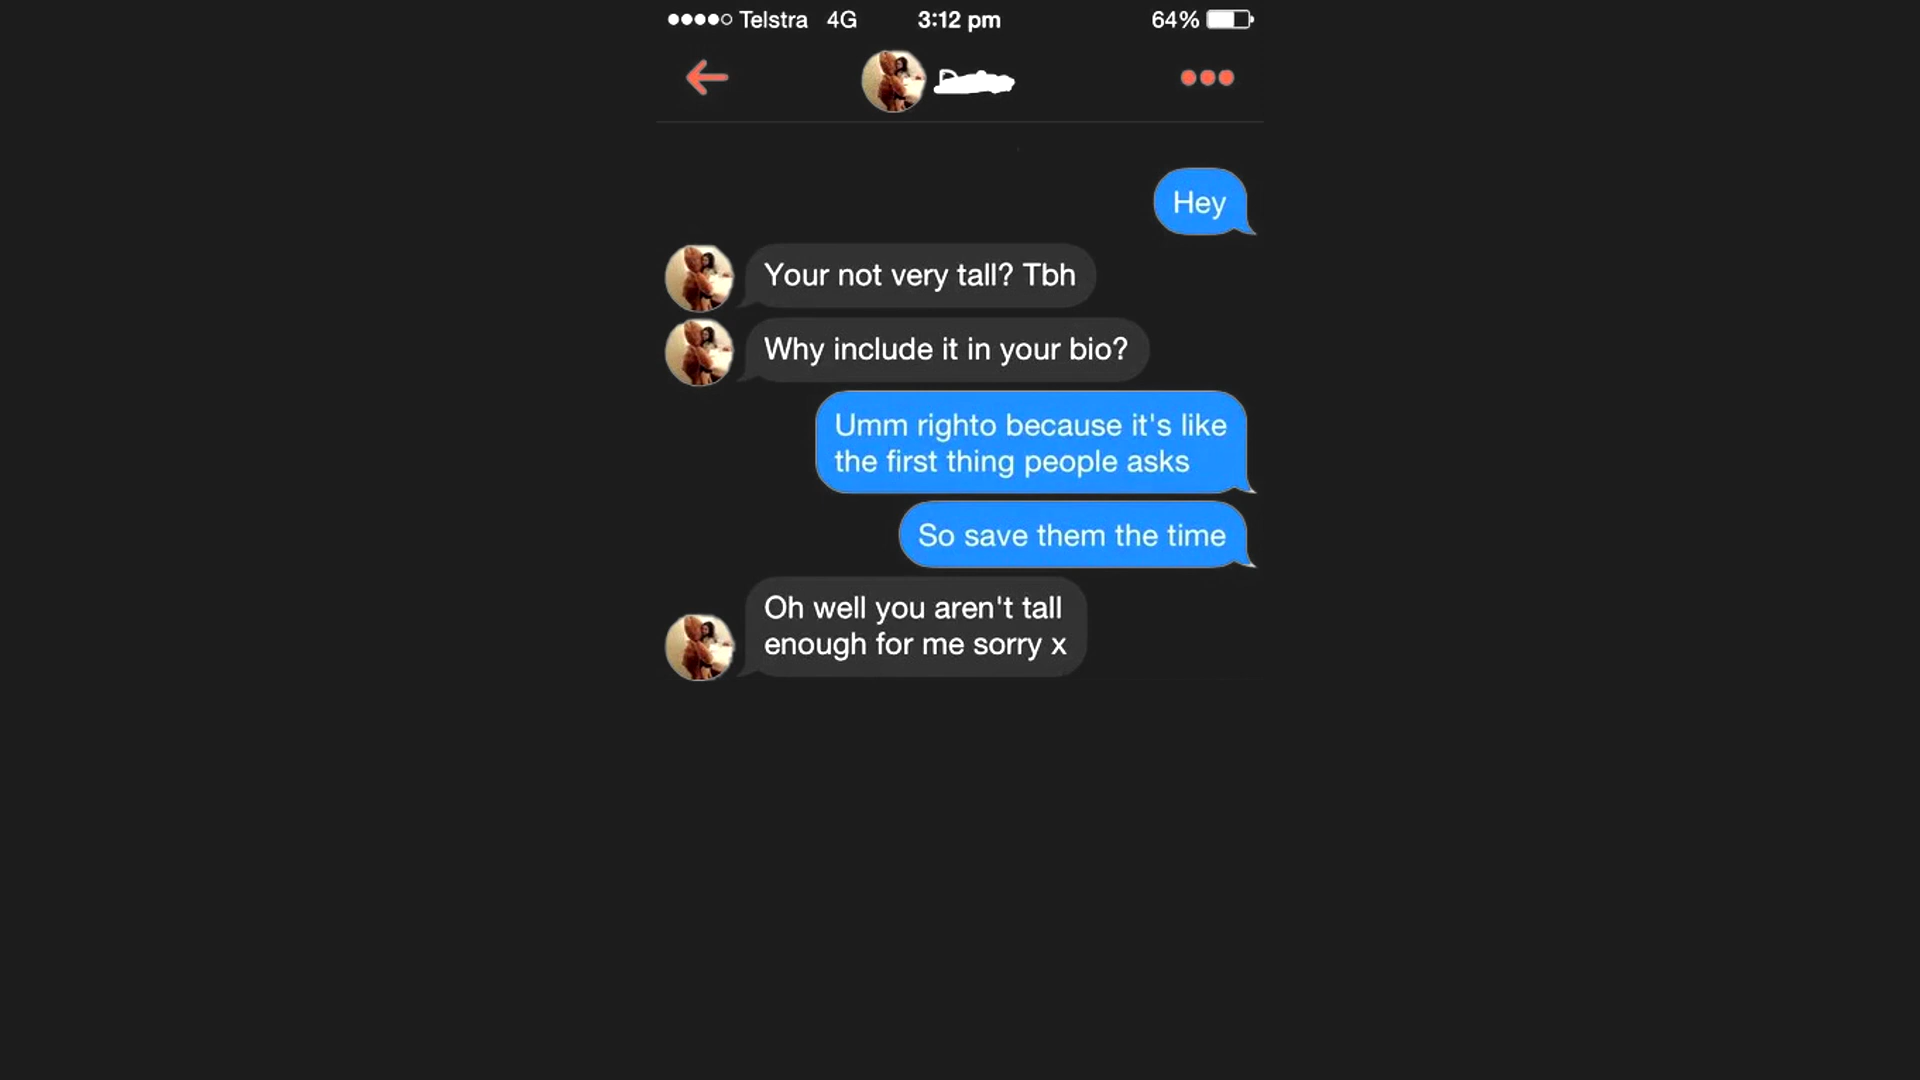 Telstra 4G 3:12 pm 64%
Hey
Your not very tall? Tbh
Why include it in your bio?
Umm righto because it's like
the first thing people asks
So save them the time
Oh well you aren't tall
enough for me sorry x